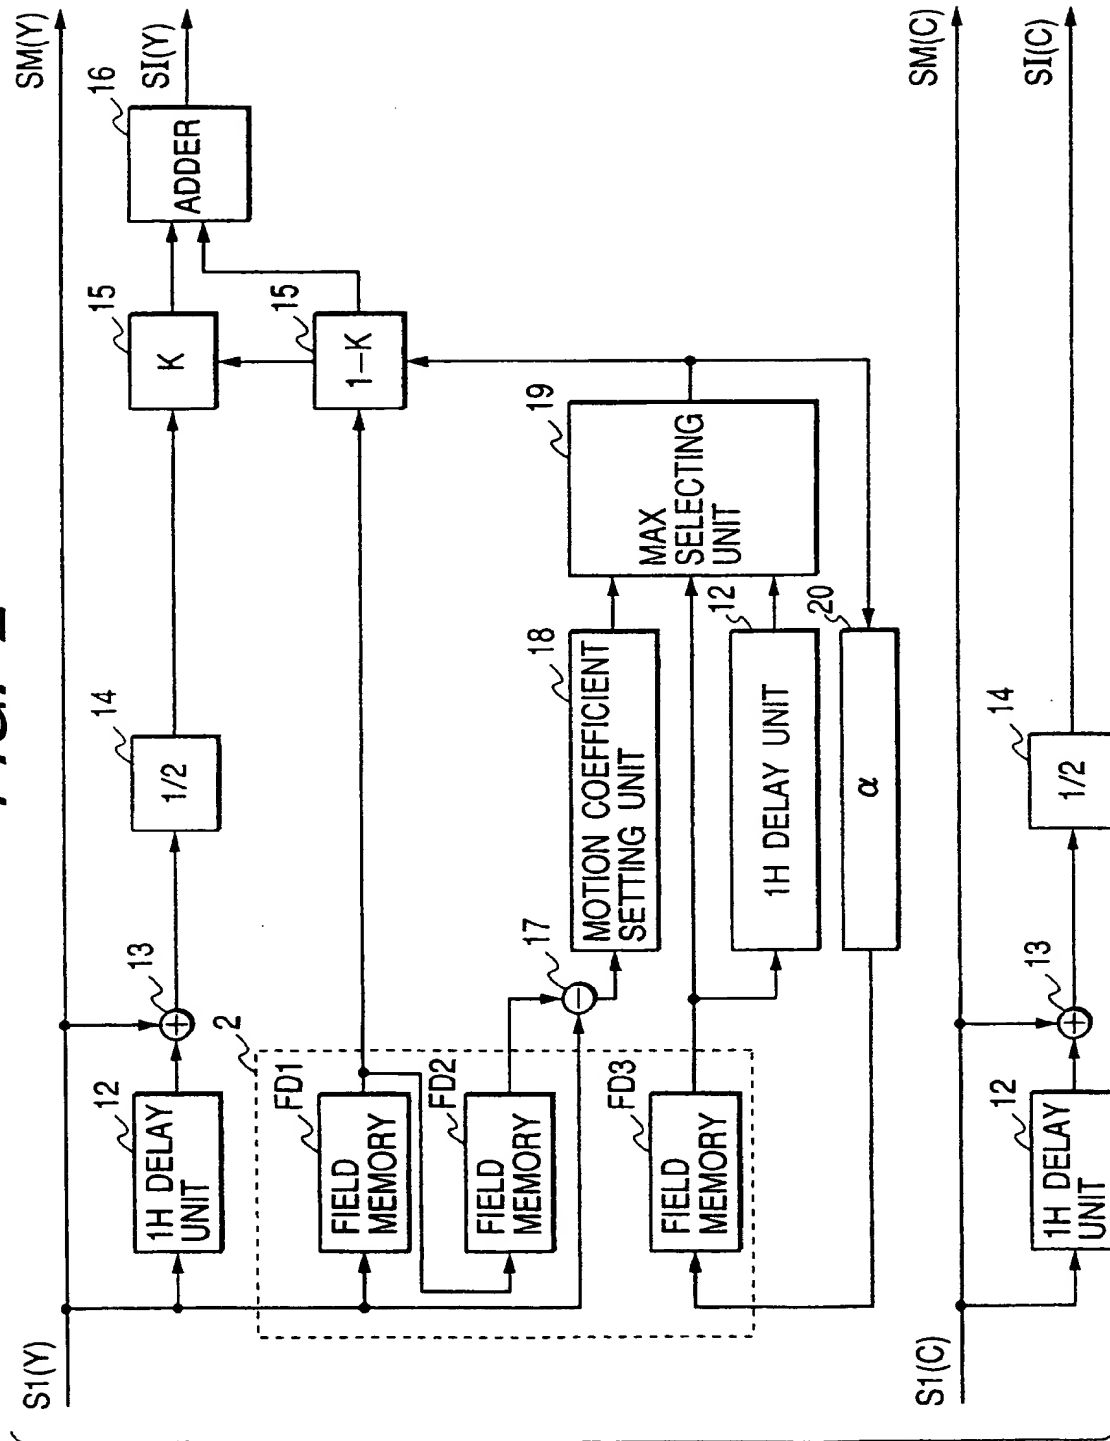 S1(Y)
SM(Y)
12
1H DELAY
UNIT
13
14
1/2
15
K
16
ADDER
SI(Y)
2
FD1
FIELD
MEMORY
15
1-K
FD2
FIELD
MEMORY
17
18
MOTION COEFFICIENT
SETTING UNIT
19
MAX
SELECTING
UNIT
FD3
FIELD
MEMORY
12
1H DELAY UNIT
20
α
S1(C)
SM(C)
12
1H DELAY
UNIT
13
14
1/2
SI(C)